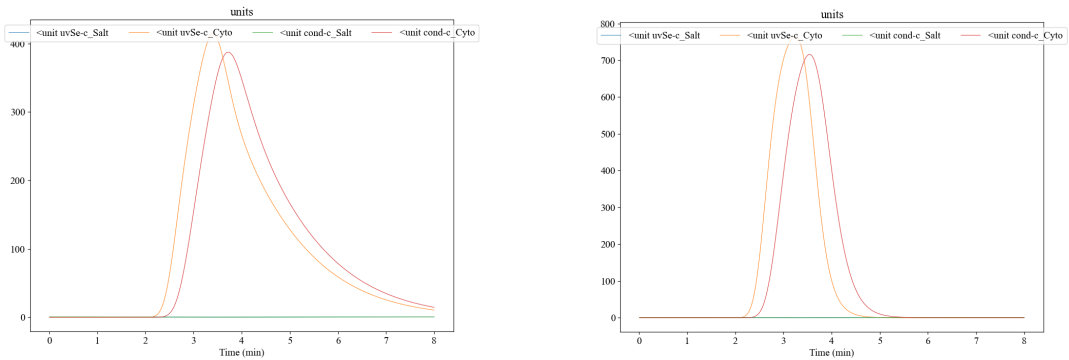 units
<unit uvSe-c_Salt <unit uvSe-c_Cyto <unit cond-c_Salt <unit cond-c_Cyto
400
300
200
100
0
0 1 2 3 4 5 6 7 8
Time (min)
units
800
<unit uvSe-c_Salt <unit uvSe-c_Cyto <unit cond-c_Salt <unit cond-c_Cyto
700
600
500
400
300
200
100
0
0 1 2 3 4 5 6 7 8
Time (min)